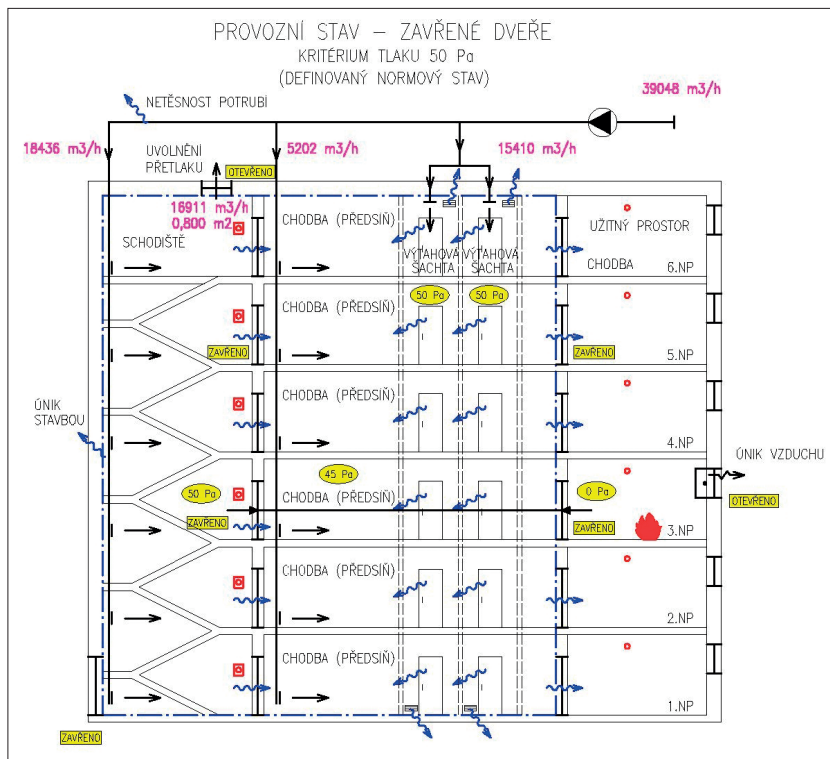 PROVOZNÍ STAV – ZAVŘENÉ DVEŘE
KRITÉRIUM TLAKU 50 Pa
(DEFINOVANÝ NORMOVÝ STAV)
39048 m3/h
NETĚSNOST POTRUBÍ
18436 m3/h
UVOLNĚNÍ
PŘETLAKU
OTEVŘENO
5202 m3/h
15410 m3/h
16911 m3/h
0,800 m2
SCHODIŠTĚ
CHODBA (PŘEDSÍŇ)
VÝTAHOVÁ
ŠACHTA
VÝTAHOVÁ
ŠACHTA
UŽITNÝ PROSTOR
CHODBA
6.NP
50 Pa
50 Pa
CHODBA (PŘEDSÍŇ)
ZAVŘENO
ZAVŘENO
5.NP
ÚNIK
STAVBOU
CHODBA (PŘEDSÍŇ)
4.NP
ÚNIK VZDUCHU
OTEVŘENO
50 Pa
45 Pa
0 Pa
CHODBA (PŘEDSÍŇ)
ZAVŘENO
ZAVŘENO
3.NP
CHODBA (PŘEDSÍŇ)
2.NP
CHODBA (PŘEDSÍŇ)
1.NP
ZAVŘENO